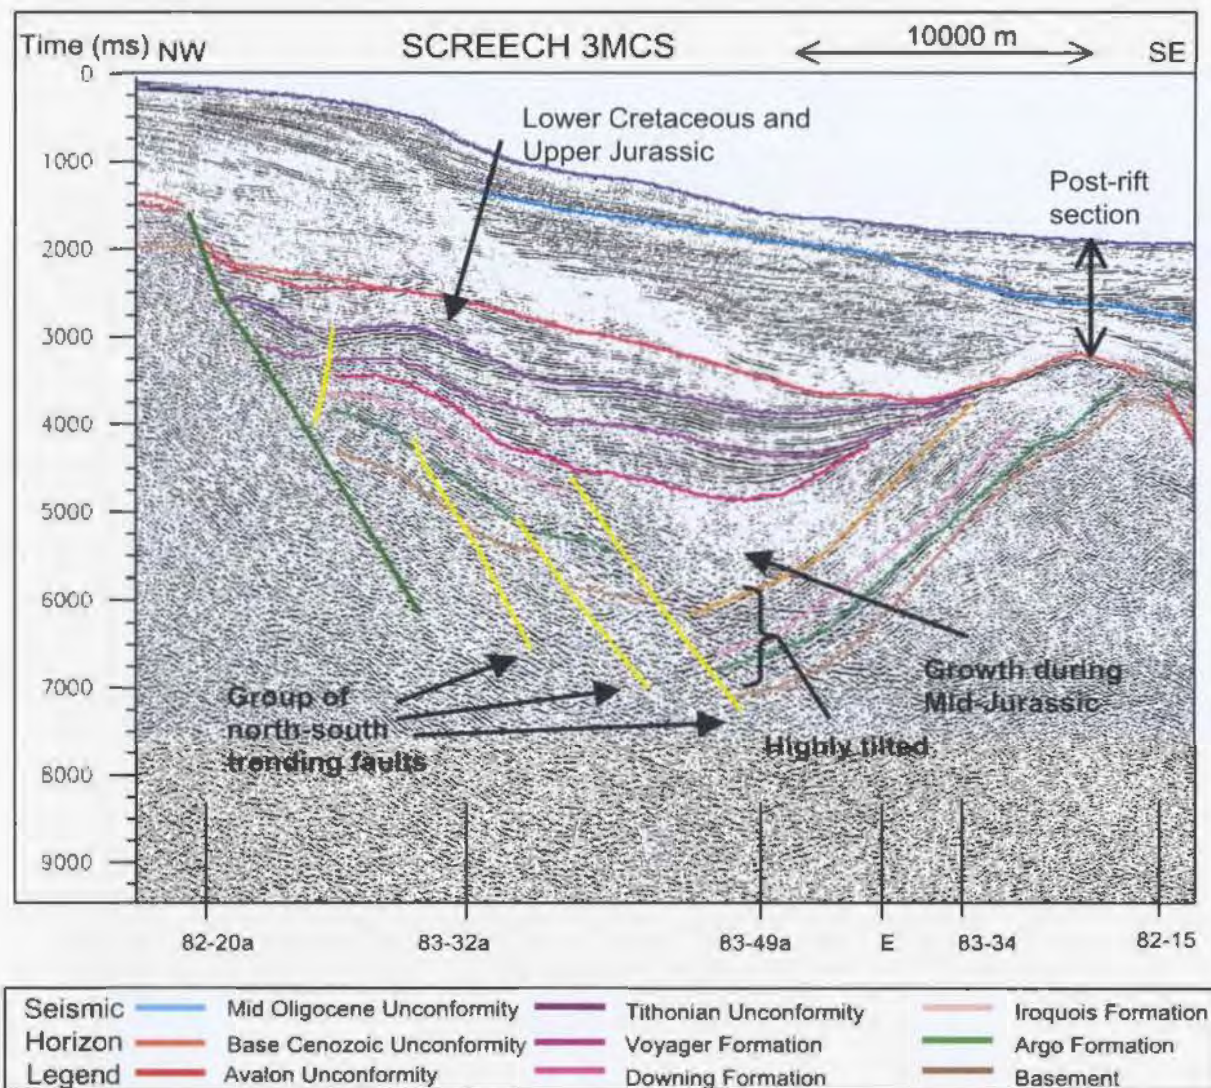 Time (ms) NW SCREECH 3MCS 10000 m SE
0
Lower Cretaceous and
Upper Jurassic
1000
Post-rift
section
2000
3000
4000
5000
6000
Growth during
Mid-Jurassic
7000
Group of
north-south
trending faults
Highly tilted
8000
9000
82-20a 83-32a 83-49a E 83-34 82-15
Seismic Mid Oligocene Unconformity Tithonian Unconformity Iroquois Formation
Horizon Base Cenozoic Unconformity Voyager Formation Argo Formation
Legend Avalon Unconformity Downing Formation Basement